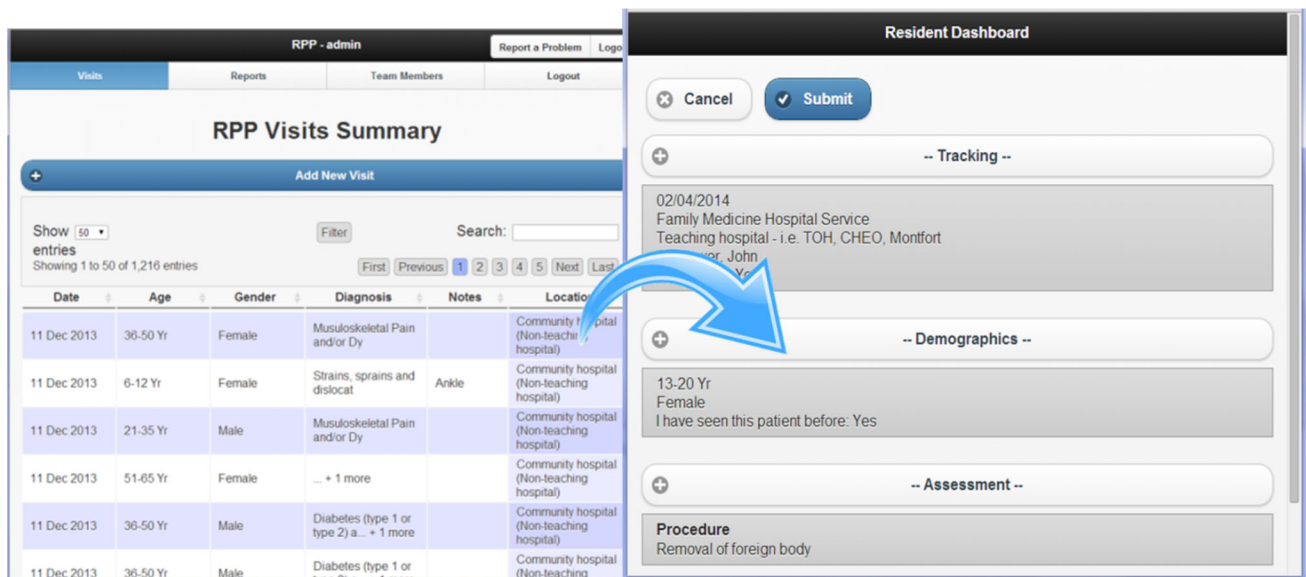 RPP - admin
Report a Problem Logo
Visits Reports Team Members Logout
RPP Visits Summary
Add New Visit
Show 50 entries
Filter
Search:
Showing 1 to 50 of 1,216 entries
First Previous 1 2 3 4 5 Next Last
Date Age Gender Diagnosis Notes Location
11 Dec 2013 36-50 Yr Female Musuloskeletal Pain
and/or Dy
Community hospital
(Non-teaching
hospital)
11 Dec 2013 6-12 Yr Female Strains, sprains and
dislocat
Ankle
Community hospital
(Non-teaching
hospital)
11 Dec 2013 21-35 Yr Male Musuloskeletal Pain
and/or Dy
Community hospital
(Non-teaching
hospital)
11 Dec 2013 51-65 Yr Female ... + 1 more
Community hospital
(Non-teaching
hospital)
11 Dec 2013 36-50 Yr Male Diabetes (type 1 or
type 2) a... + 1 more
Community hospital
(Non-teaching
hospital)
11 Dec 2013 36-50 Yr Male Diabetes (type 1 or
Community hospital
(Non-teaching
Resident Dashboard
Cancel Submit
-- Tracking --
02/04/2014
Family Medicine Hospital Service
Teaching hospital - i.e. TOH, CHEO, Montfort
John
-- Demographics --
13-20 Yr
Female
I have seen this patient before: Yes
-- Assessment --
Procedure
Removal of foreign body